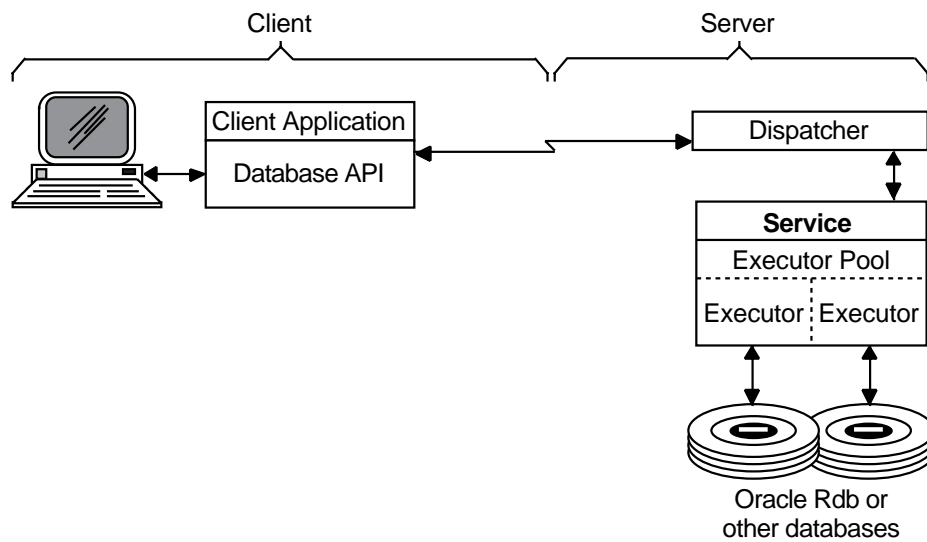 Client
Server
Client Application
Database API
Dispatcher
Service
Executor Pool
Executor
Executor
Oracle Rdb or
other databases